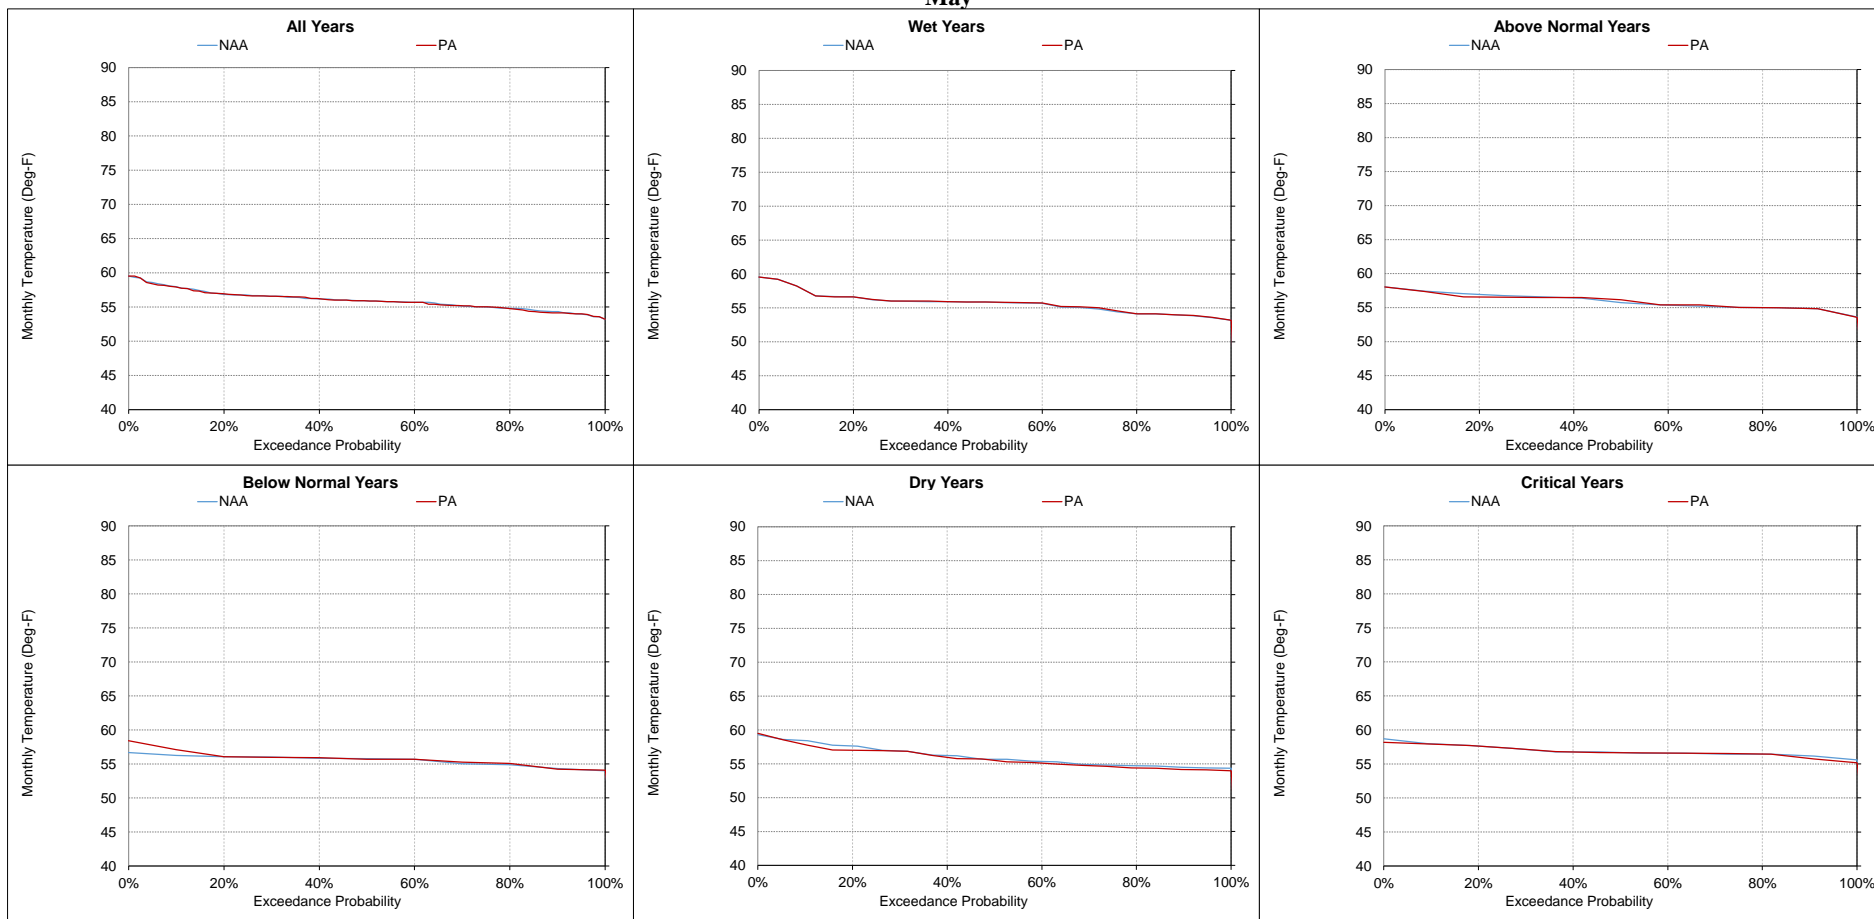 May
All Years
NAA PA
90
85
80
75
70
65
60
55
50
45
40
Monthly Temperature (Deg-F)
0% 20% 40% 60% 80% 100%
Exceedance Probability
Wet Years
NAA PA
90
85
80
75
70
65
60
55
50
45
40
Monthly Temperature (Deg-F)
0% 20% 40% 60% 80% 100%
Exceedance Probability
Above Normal Years
NAA PA
90
85
80
75
70
65
60
55
50
45
40
Monthly Temperature (Deg-F)
0% 20% 40% 60% 80% 100%
Exceedance Probability
Below Normal Years
NAA PA
90
85
80
75
70
65
60
55
50
45
40
Monthly Temperature (Deg-F)
0% 20% 40% 60% 80% 100%
Exceedance Probability
Dry Years
NAA PA
90
85
80
75
70
65
60
55
50
45
40
Monthly Temperature (Deg-F)
0% 20% 40% 60% 80% 100%
Exceedance Probability
Critical Years
NAA PA
90
85
80
75
70
65
60
55
50
45
40
Monthly Temperature (Deg-F)
0% 20% 40% 60% 80% 100%
Exceedance Probability